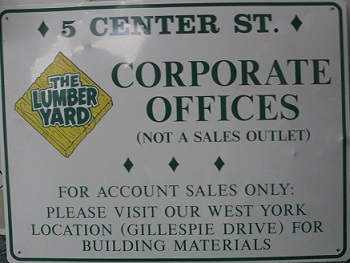 ♦ 5 CENTER ST. ♦
THE
LUMBER
YARD
CORPORATE
OFFICES
(NOT A SALES OUTLET)
♦ ♦ ♦
FOR ACCOUNT SALES ONLY:
PLEASE VISIT OUR WEST YORK
LOCATION (GILLESPIE DRIVE) FOR
BUILDING MATERIALS